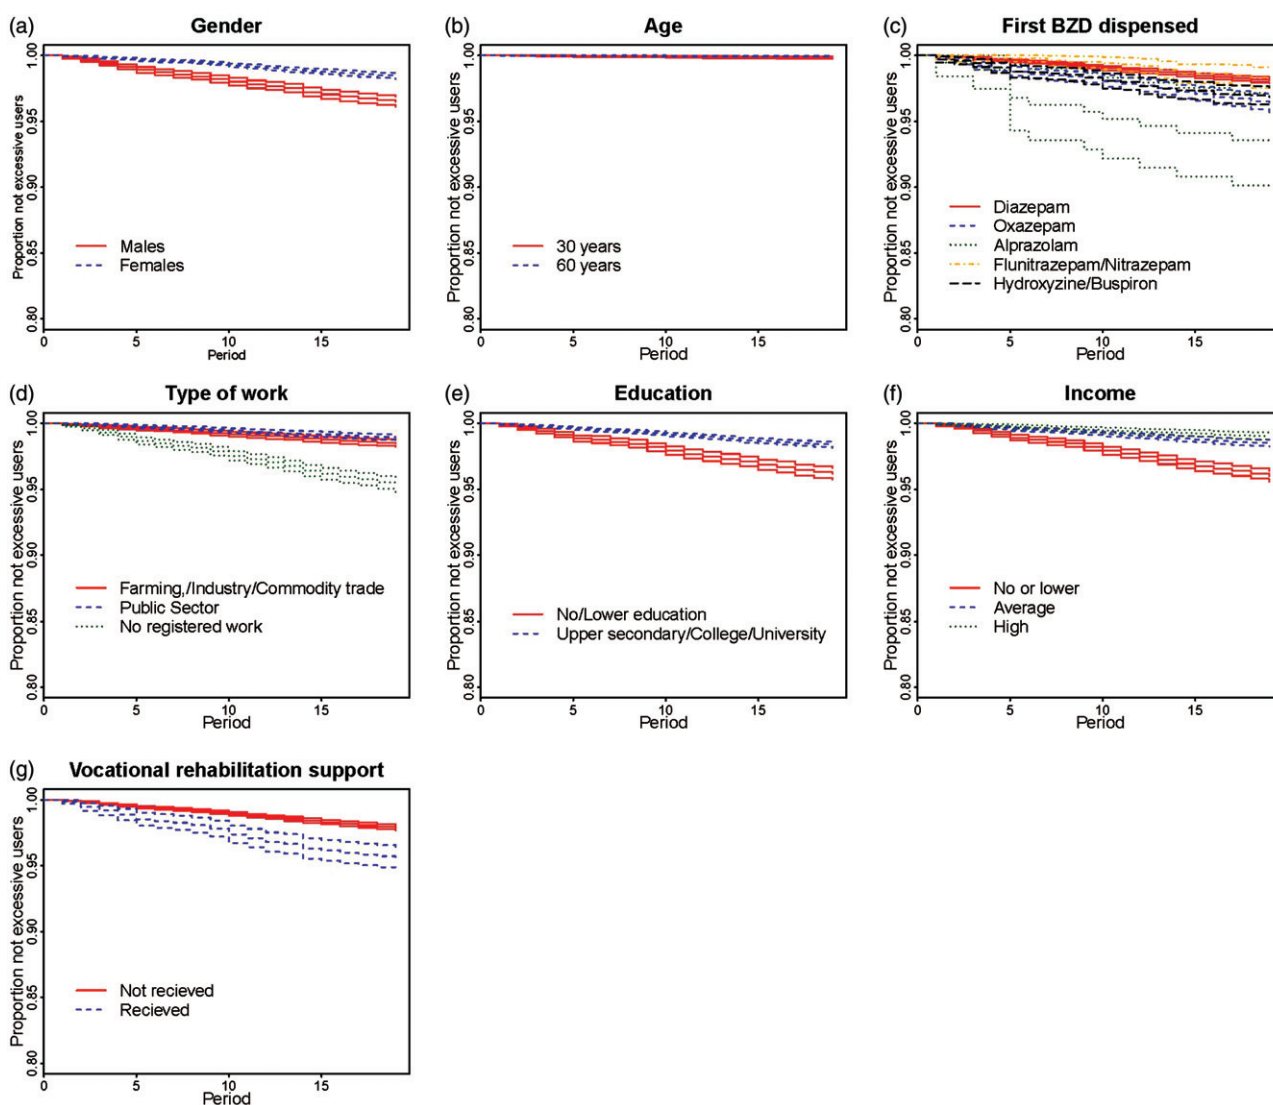 (a) Gender
Proportion not excessive users
1.00
0.95
0.90
0.85
0.80
Males
Females
0 5 10 15
Period
(b) Age
Proportion not excessive users
1.00
0.95
0.90
0.85
0.80
30 years
60 years
0 5 10 15
Period
(c) First BZD dispensed
Proportion not excessive users
1.00
0.95
0.90
0.85
0.80
Diazepam
Oxazepam
Alprazolam
Flunitrazepam/Nitrazepam
Hydroxyzine/Buspiron
0 5 10 15
Period
(d) Type of work
Proportion not excessive users
1.00
0.95
0.90
0.85
0.80
Farming,/Industry/Commodity trade
Public Sector
No registered work
0 5 10 15
Period
(e) Education
Proportion not excessive users
1.00
0.95
0.90
0.85
0.80
No/Lower education
Upper secondary/College/University
0 5 10 15
Period
(f) Income
Proportion not excessive users
1.00
0.95
0.90
0.85
0.80
No or lower
Average
High
0 5 10 15
Period
(g) Vocational rehabilitation support
Proportion not excessive users
1.00
0.95
0.90
0.85
0.80
Not recieved
Recieved
0 5 10 15
Period